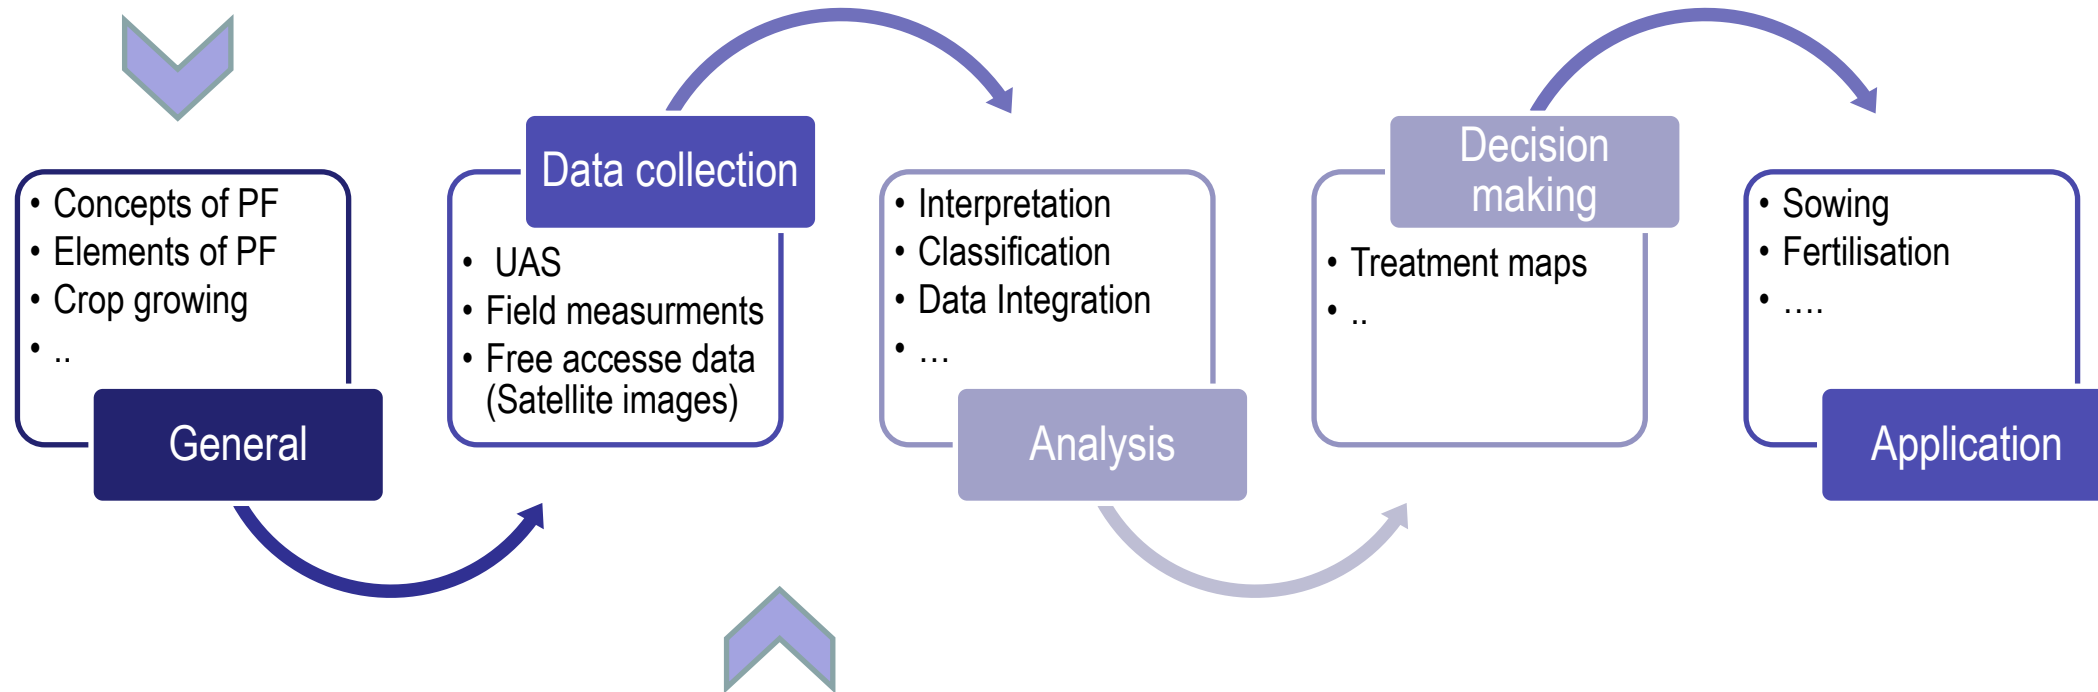 • Concepts of PF
• Elements of PF
• Crop growing
• ..
General
Data collection
• UAS
• Field measurments
• Free accesse data
(Satellite images)
• Interpretation
• Classification
• Data Integration
• ...
Analysis
Decision
making
• Treatment maps
• ..
• Sowing
• Fertilisation
• ....
Application